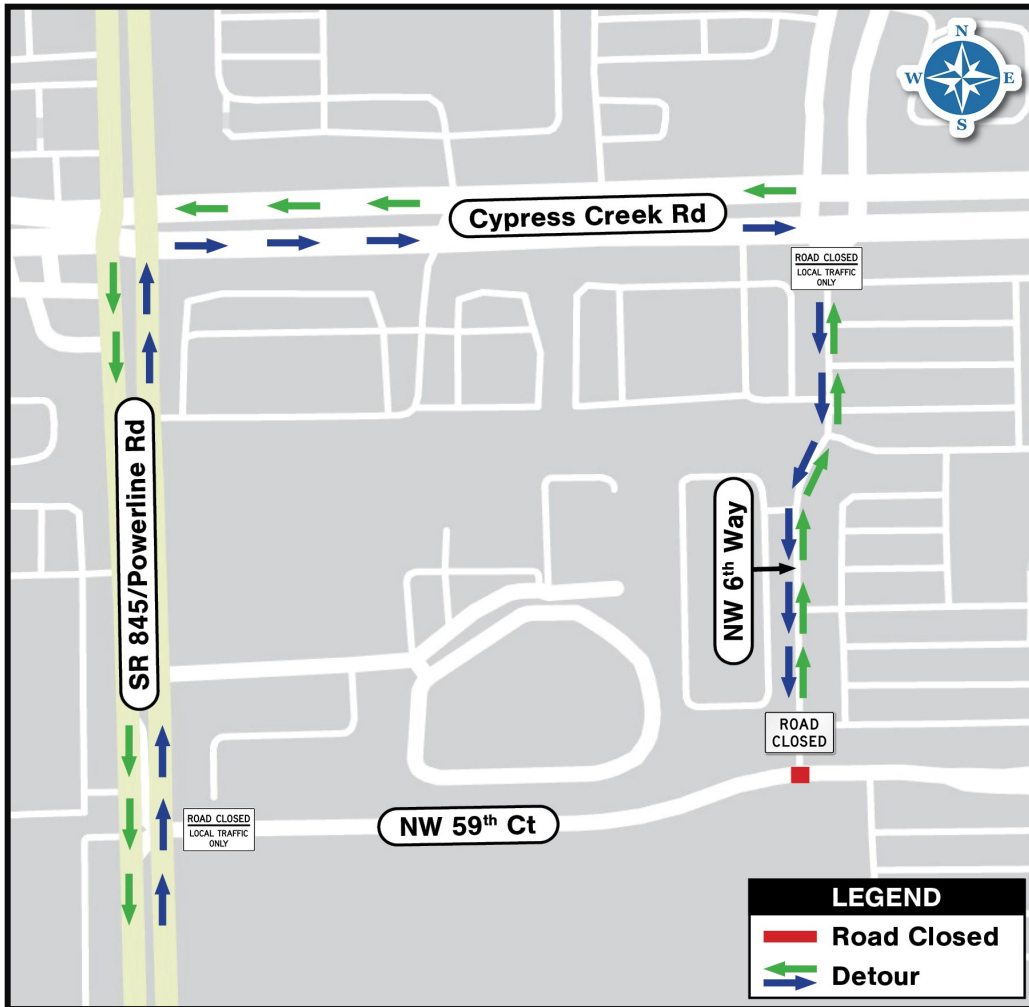 N
W
E
S
Cypress Creek Rd
ROAD CLOSED
LOCAL TRAFFIC
ONLY
SR 845/Powerline Rd
NW 6th Way
ROAD
CLOSED
ROAD CLOSED
LOCAL TRAFFIC
ONLY
NW 59th Ct
LEGEND
Road Closed
Detour